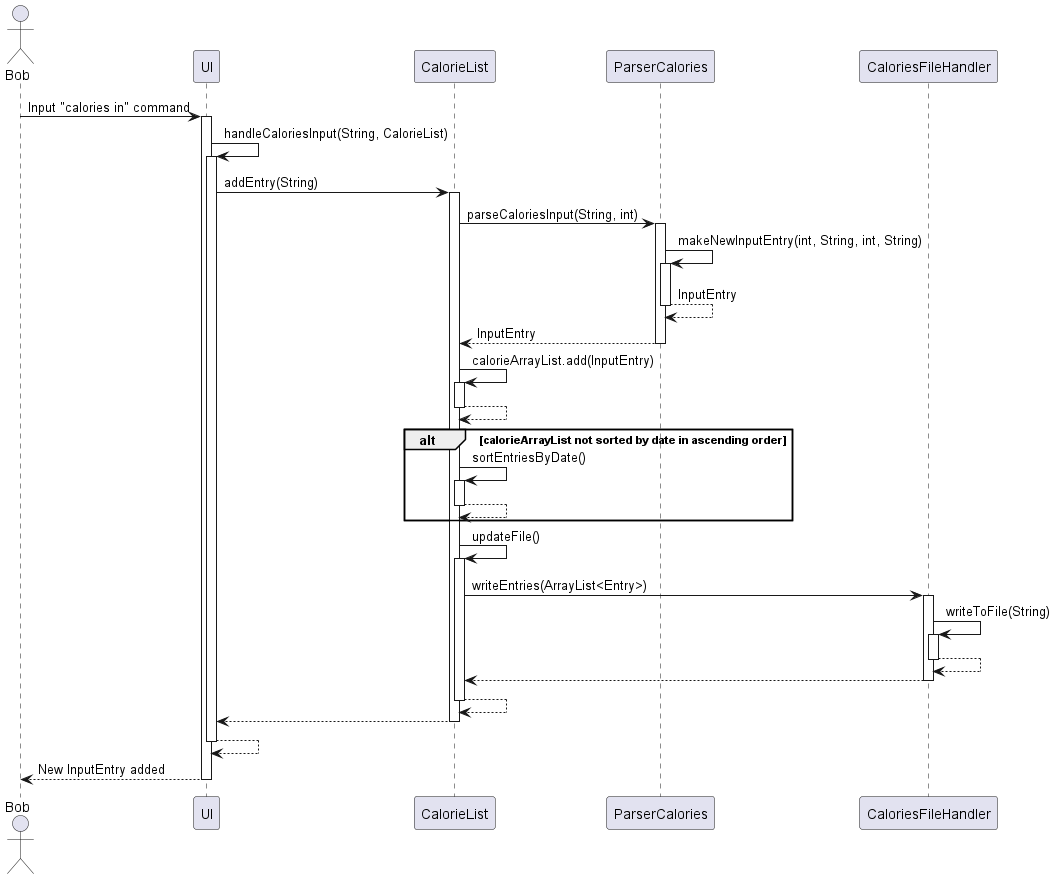 Bob
UI
CalorieList
ParserCalories
CaloriesFileHandler
Input "calories in" command
handleCaloriesInput(String, CalorieList)
addEntry(String)
parseCaloriesInput(String, int)
makeNewInputEntry(int, String, int, String)
InputEntry
InputEntry
calorieArrayList.add(InputEntry)
alt
[calorieArrayList not sorted by date in ascending order]
sortEntriesByDate()
updateFile()
writeEntries(ArrayList<Entry>)
writeToFile(String)
New InputEntry added
Bob
UI
CalorieList
ParserCalories
CaloriesFileHandler